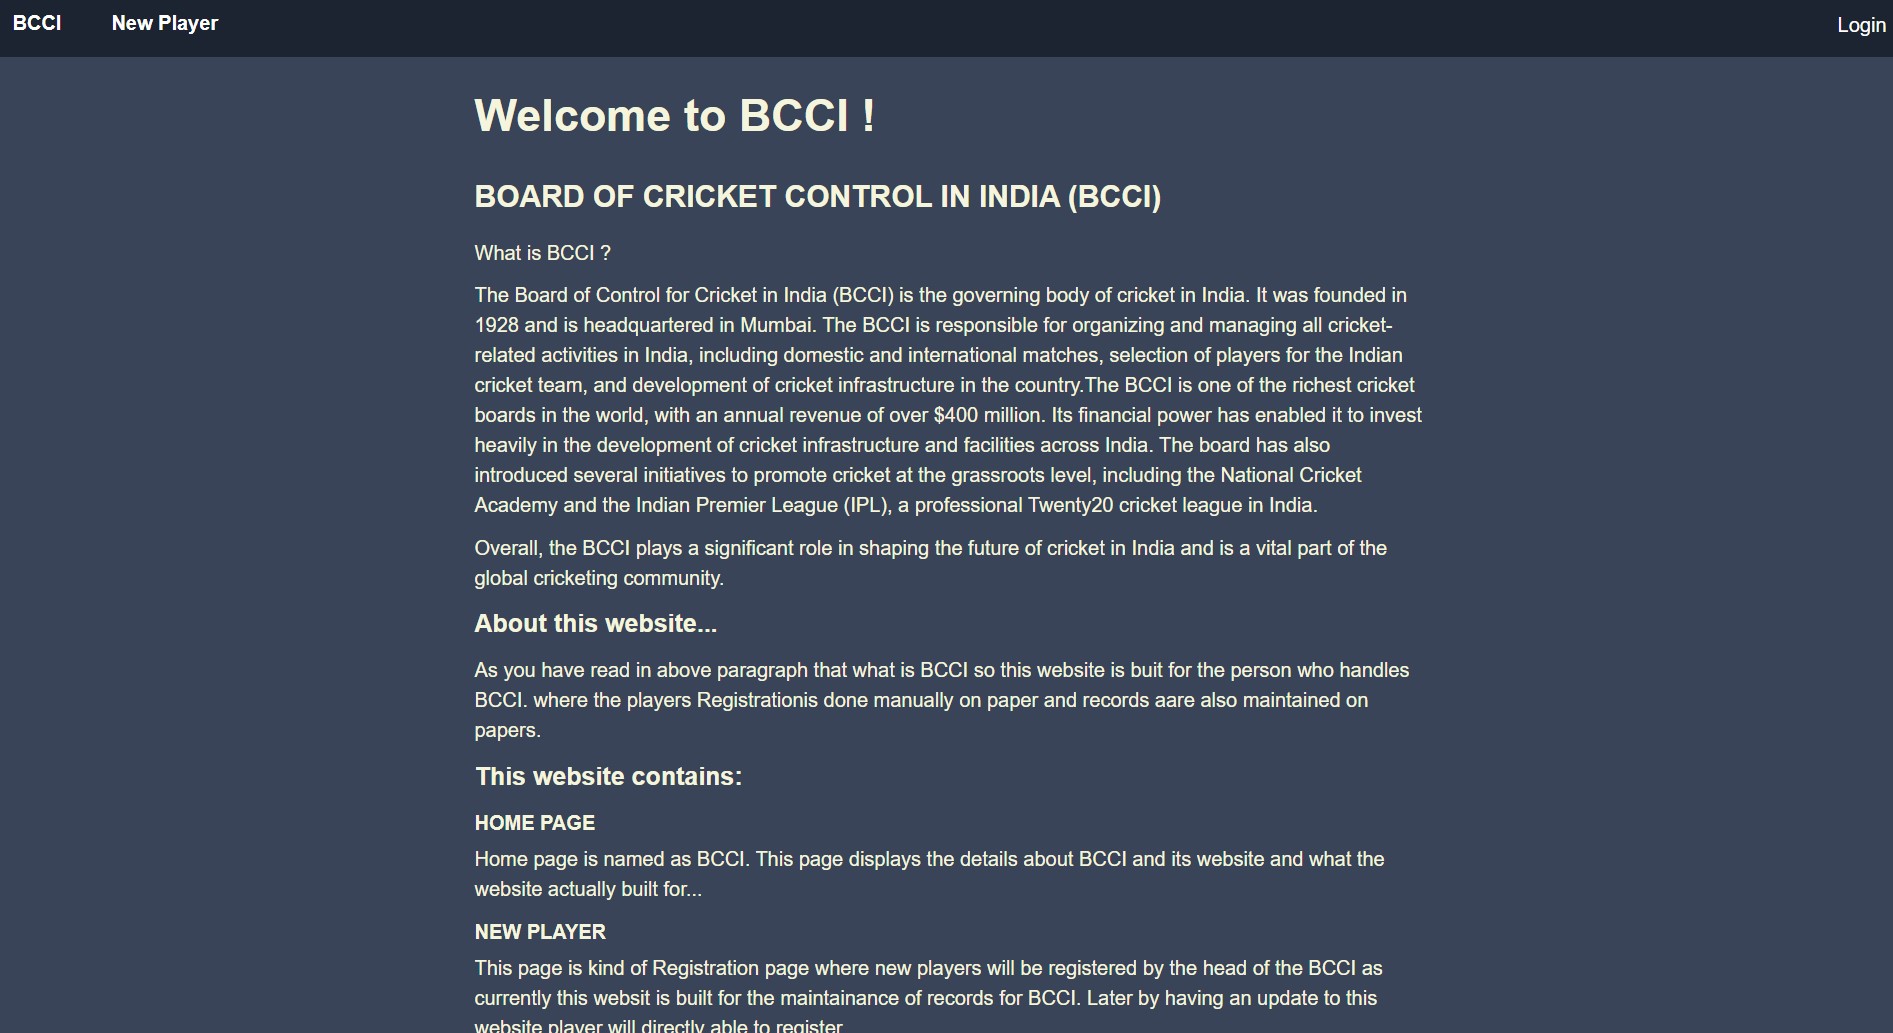 BCCI New Player Login
Welcome to BCCI !
BOARD OF CRICKET CONTROL IN INDIA (BCCI)
What is BCCI ?
The Board of Control for Cricket in India (BCCI) is the governing body of cricket in India. It was founded in
1928 and is headquartered in Mumbai. The BCCI is responsible for organizing and managing all cricket-
related activities in India, including domestic and international matches, selection of players for the Indian
cricket team, and development of cricket infrastructure in the country.The BCCI is one of the richest cricket
boards in the world, with an annual revenue of over $400 million. Its financial power has enabled it to invest
heavily in the development of cricket infrastructure and facilities across India. The board has also
introduced several initiatives to promote cricket at the grassroots level, including the National Cricket
Academy and the Indian Premier League (IPL), a professional Twenty20 cricket league in India.
Overall, the BCCI plays a significant role in shaping the future of cricket in India and is a vital part of the
global cricketing community.
About this website...
As you have read in above paragraph that what is BCCI so this website is buit for the person who handles
BCCI. where the players Registrationis done manually on paper and records aare also maintained on
papers.
This website contains:
HOME PAGE
Home page is named as BCCI. This page displays the details about BCCI and its website and what the
website actually built for...
NEW PLAYER
This page is kind of Registration page where new players will be registered by the head of the BCCI as
currently this websit is built for the maintainance of records for BCCI. Later by having an update to this
website player will directly able to register